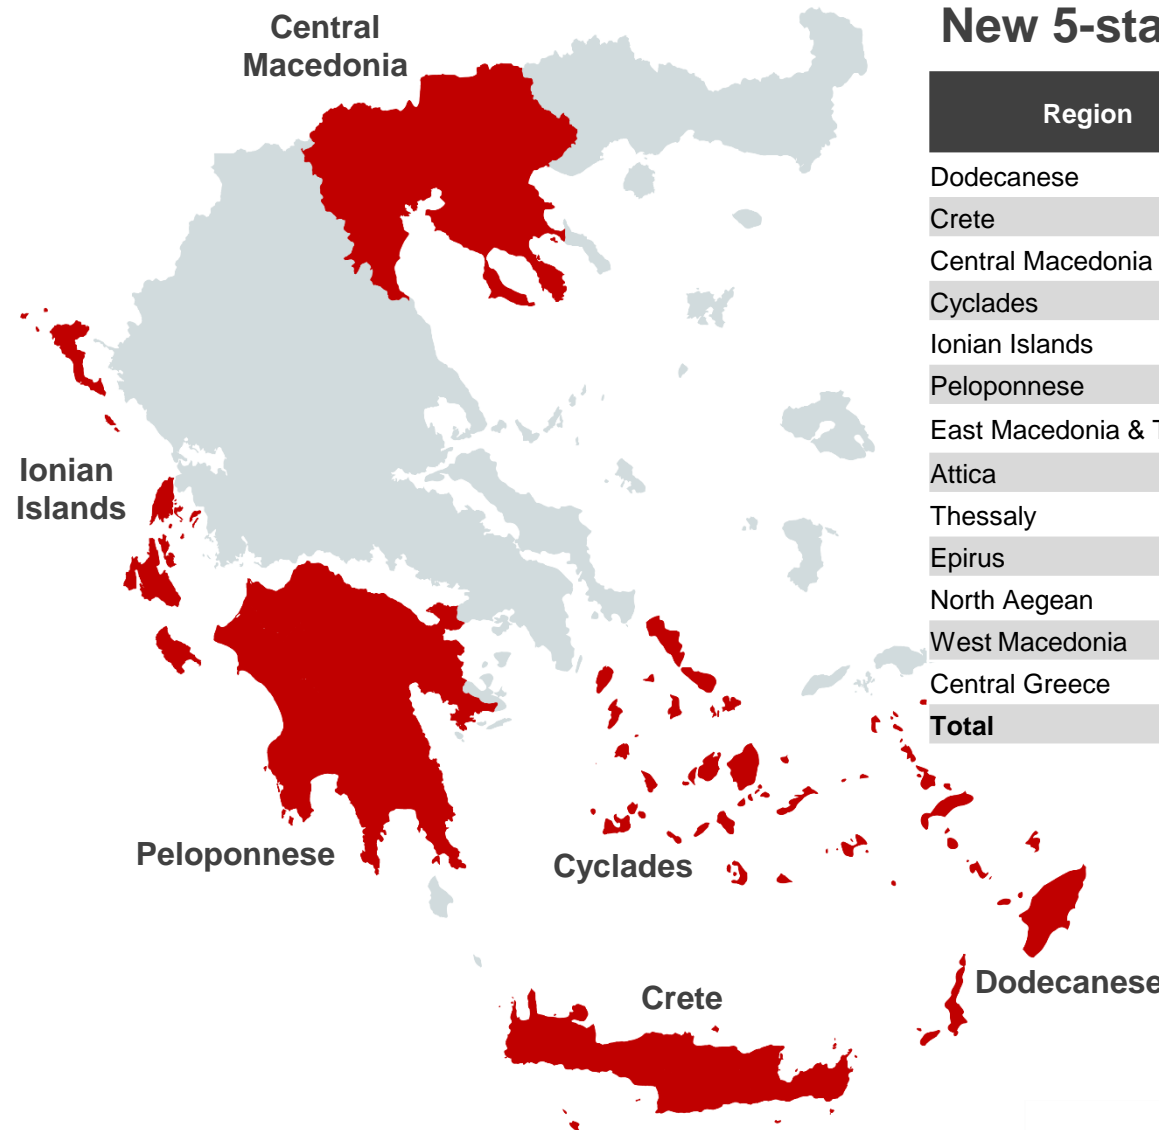 Central
Macedonia
Ionian
Islands
Peloponnese
Cyclades
Crete
Dodecanese
New 5-sta
Region
Dodecanese
Crete
Central Macedonia
Cyclades
Ionian Islands
Peloponnese
East Macedonia & T
Attica
Thessaly
Epirus
North Aegean
West Macedonia
Central Greece
Total